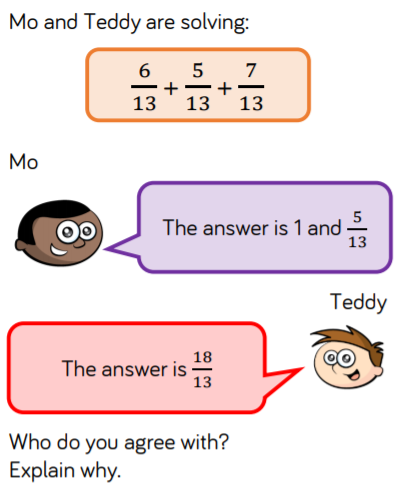 Mo and Teddy are solving:
6/13 + 5/13 + 7/13
Mo
The answer is 1 and 5/13
Teddy
The answer is 18/13
Who do you agree with?
Explain why.